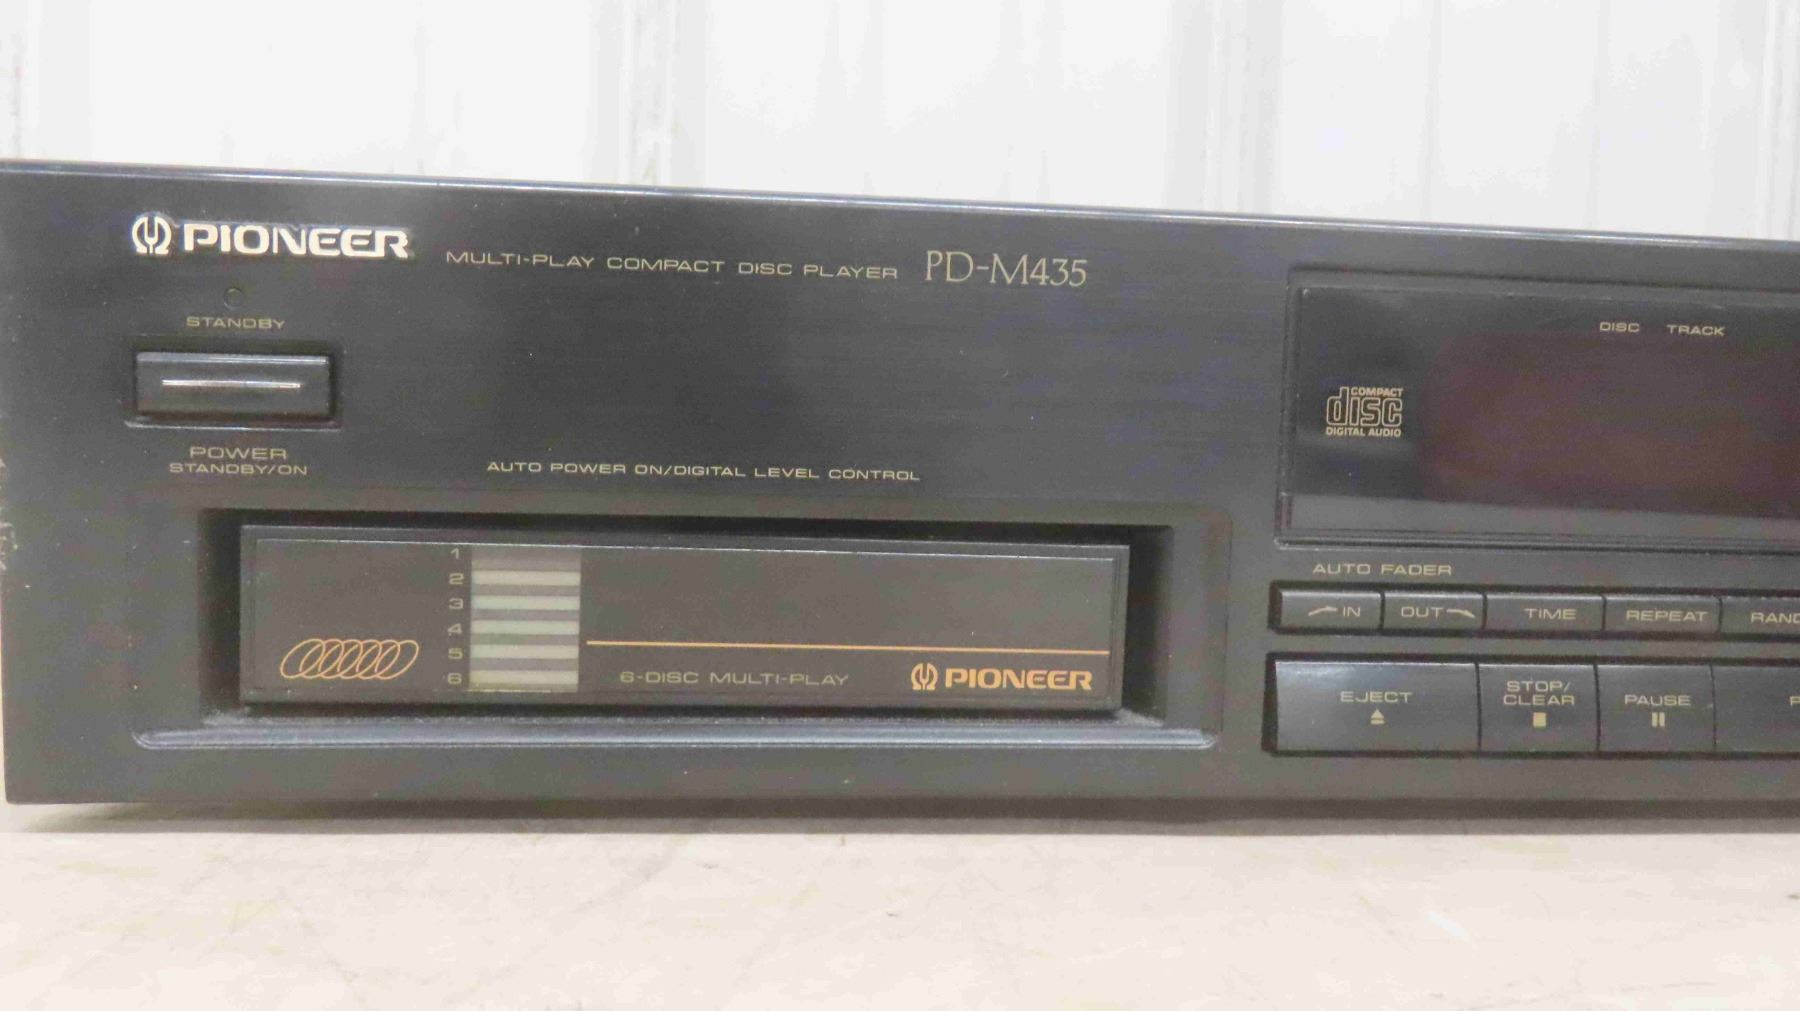 PIONEER MULTI-PLAY COMPACT DISC PLAYER PD-M435
STANDBY
POWER
STANDBY/ON
AUTO POWER ON/DIGITAL LEVEL CONTROL
1
2
3
4
5
6
6-DISC MULTI-PLAY PIONEER
DISC TRACK
COMPACT
disc
DIGITAL AUDIO
AUTO FADER
IN OUT TIME REPEAT RAND
EJECT
STOP/
CLEAR
PAUSE
P